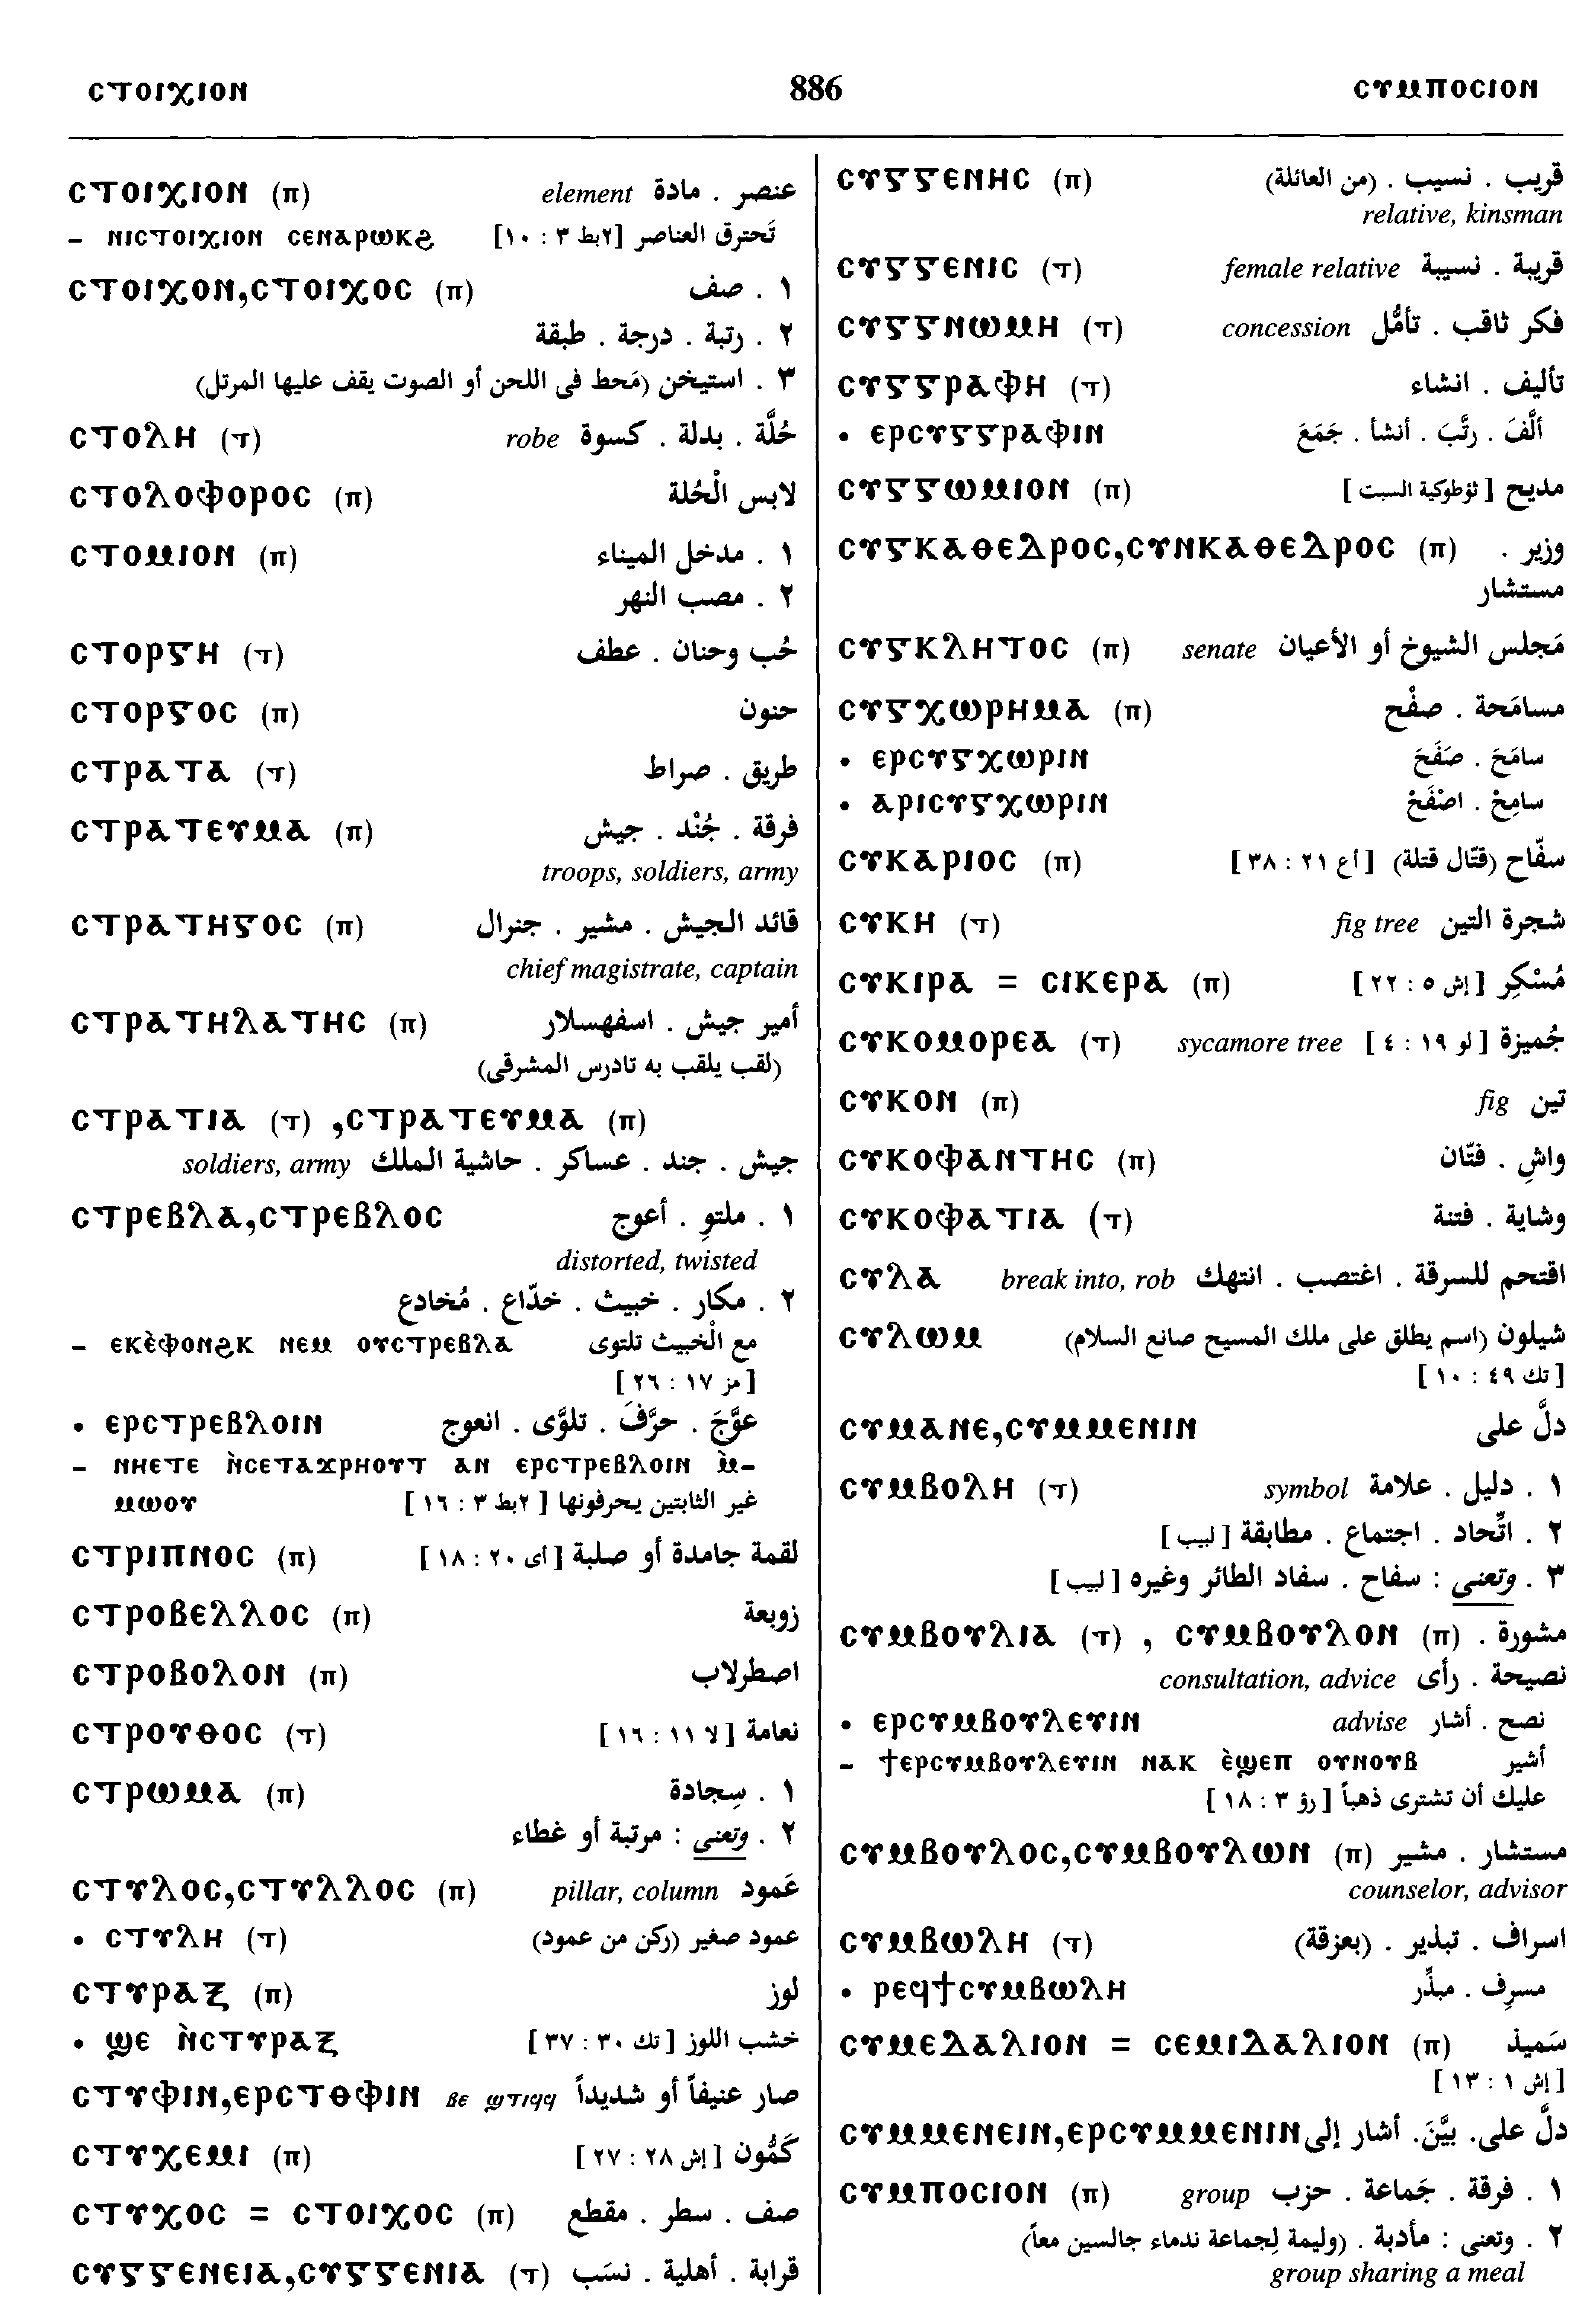 ⲥⲧⲟⲓⲭⲓⲟⲛ 886 ⲥⲩⲙⲡⲟⲥⲓⲟⲛ
ⲥⲧⲟⲓⲭⲓⲟⲛ (ⲡ) عنصر . مادة element
– ⲛⲓⲥⲧⲟⲓⲭⲓⲟⲛ ⲥⲉⲛⲁⲣⲱⲕϩ تَحترق العناصر [٢بط ٣ : ١٠]
ⲥⲧⲟⲓⲭⲟⲛ,ⲥⲧⲟⲓⲭⲟⲥ (ⲡ) ١ . صف
٢ . رتبة . درجة . طبقة
٣ . استيخن (مَحط فى اللحن أو الصوت يقف عليها المرتل)
ⲥⲧⲟⲗⲏ (ⲧ) حُلَّة . بدلة . كسوة robe
ⲥⲧⲟⲗⲟⲫⲟⲣⲟⲥ (ⲡ) لابس الْحُلة
ⲥⲧⲟⲙⲓⲟⲛ (ⲡ) ١ . مدخل الميناء
٢ . مصب النهر
ⲥⲧⲟⲣⲅⲏ (ⲧ) حُب وحنان . عطف
ⲥⲧⲟⲣⲅⲟⲥ (ⲡ) حنون
ⲥⲧⲣⲁⲧⲁ (ⲧ) طريق . صراط
ⲥⲧⲣⲁⲧⲉⲩⲙⲁ (ⲡ) فرقة . جُنْد . جيش
troops, soldiers, army
ⲥⲧⲣⲁⲧⲏⲅⲟⲥ (ⲡ) قائد الجيش . مشير . جنرال
chief magistrate, captain
ⲥⲧⲣⲁⲧⲏⲗⲁⲧⲏⲥ (ⲡ) أمير جيش . اسفهسلار
(لقب يلقب به تادرس المشرقى)
ⲥⲧⲣⲁⲧⲓⲁ (ⲧ) ,ⲥⲧⲣⲁⲧⲉⲩⲙⲁ (ⲡ)
جيش . جند . عساكر . حاشية الملك soldiers, army
ⲥⲧⲣⲉⲃⲗⲁ,ⲥⲧⲣⲉⲃⲗⲟⲥ ١ . ملتوِ . أعوج
distorted, twisted
٢ . مكار . خبيث . خدّاع . مُخادع
– ⲉⲕⲉ̀ⲫⲟⲛϩⲕ ⲛⲉⲙ ⲟⲩⲥⲧⲣⲉⲃⲗⲁ مع الْخبيث تلتوى
[مز ١٧ : ٢٦]
• ⲉⲣⲥⲧⲣⲉⲃⲗⲟⲓⲛ عوَّجَ . حرَّفَ . تلوَّى . انعوج
– ⲛⲏⲉⲧⲉ ⲛ̀ⲥⲉⲧⲁϫⲣⲏⲟⲩⲧ ⲁⲛ ⲉⲣⲥⲧⲣⲉⲃⲗⲟⲓⲛ ⲙ̀-
ⲙⲱⲟⲩ غير الثابتين يحرفونها [٢بط ٣ : ١٦]
ⲥⲧⲣⲓⲡⲛⲟⲥ (ⲡ) لقمة جامدة أو صلبة [أى ٢٠ : ١٨]
ⲥⲧⲣⲟⲃⲉⲗⲗⲟⲥ (ⲡ) زوبعة
ⲥⲧⲣⲟⲃⲟⲗⲟⲛ (ⲡ) اصطرلاب
ⲥⲧⲣⲟⲩⲑⲟⲥ (ⲧ) نعامة [لا ١١ : ١٦]
ⲥⲧⲣⲱⲙⲁ (ⲡ) ١ . سِجادة
٢ . وتعنى : مرتبة أو غطاء
ⲥⲧⲩⲗⲟⲥ,ⲥⲧⲩⲗⲗⲟⲥ (ⲡ) عَمود pillar, column
• ⲥⲧⲩⲗⲏ (ⲧ) عمود صغير (ركن من عمود)
ⲥⲧⲩⲣⲁⲝ (ⲡ) لوز
• ϣⲉ ⲛ̀ⲥⲧⲩⲣⲁⲝ خشب اللوز [تك ٣٠ : ٣٧]
ⲥⲧⲩⲫⲓⲛ,ⲉⲣⲥⲧⲑⲫⲓⲛ ⲃⲉ ϣⲧⲓϥϥ صار عنيفاً أو شديداً
ⲥⲧⲩⲭⲉⲙⲓ (ⲡ) كَمُّون [إش ٢٨ : ٢٧]
ⲥⲧⲩⲭⲟⲥ = ⲥⲧⲟⲓⲭⲟⲥ (ⲡ) صف . سطر . مقطع
ⲥⲩⲅⲅⲉⲛⲉⲓⲁ,ⲥⲩⲅⲅⲉⲛⲓⲁ (ⲧ) قرابة . أهلية . نسَب
ⲥⲩⲅⲅⲉⲛⲏⲥ (ⲡ) قريب . نسيب . (من العائلة)
relative, kinsman
ⲥⲩⲅⲅⲉⲛⲓⲥ (ⲧ) قريبة . نسيبة female relative
ⲥⲩⲅⲅⲛⲱⲙⲏ (ⲧ) فكر ثاقب . تأمُّل concession
ⲥⲩⲅⲅⲣⲁⲫⲏ (ⲧ) تأليف . انشاء
• ⲉⲣⲥⲩⲅⲅⲣⲁⲫⲓⲛ ألَّفَ . رتَّبَ . أنشأ . جَمَعَ
ⲥⲩⲅⲅⲱⲙⲓⲟⲛ (ⲡ) مديح [ ثؤطوكية السبت ]
ⲥⲩⲅⲕⲁⲑⲉⲇⲣⲟⲥ,ⲥⲩⲛⲕⲁⲑⲉⲇⲣⲟⲥ (ⲡ) وزير .
مستشار
ⲥⲩⲅⲕⲗⲏⲧⲟⲥ (ⲡ) مَجلس الشيوخ أو الأعيان senate
ⲥⲩⲅⲭⲱⲣⲏⲙⲁ (ⲡ) مسامَحة . صفْح
• ⲉⲣⲥⲩⲅⲭⲱⲣⲓⲛ سامَحَ . صَفَحَ
• ⲁⲣⲓⲥⲩⲅⲭⲱⲣⲓⲛ سامِحْ . اصْفَحْ
ⲥⲩⲕⲁⲣⲓⲟⲥ (ⲡ) سفّاح (قتّال قتلة) [أع ٢١ : ٣٨]
ⲥⲩⲕⲏ (ⲧ) شجرة التين fig tree
ⲥⲩⲕⲓⲣⲁ = ⲥⲓⲕⲉⲣⲁ (ⲡ) مُسْكِر [إش ٥ : ٢٢]
ⲥⲩⲕⲟⲙⲟⲣⲉⲁ (ⲧ) جُميزة [لو ١٩ : ٤] sycamore tree
ⲥⲩⲕⲟⲛ (ⲡ) تين fig
ⲥⲩⲕⲟⲫⲁⲛⲧⲏⲥ (ⲡ) واشِ . فتّان
ⲥⲩⲕⲟⲫⲁⲧⲓⲁ (ⲧ) وشاية . فتنة
ⲥⲩⲗⲁ اقتحم للسرقة . اغتصب . انتهك break into, rob
ⲥⲩⲗⲱⲙ شيلون (اسم يطلق على ملك المسيح صانع السلام)
[تك ٤٩ : ١٠]
ⲥⲩⲙⲁⲛⲉ,ⲥⲩⲙⲙⲉⲛⲓⲛ دلَّ على
ⲥⲩⲙⲃⲟⲗⲏ (ⲧ) ١ . دليل . علامة symbol
٢ . اتِّحاد . اجتماع . مطابقة [لبيب]
٣ . وتعنى : سفاح . سفاد الطائر وغيره [لبيب]
ⲥⲩⲙⲃⲟⲩⲗⲓⲁ (ⲧ) , ⲥⲩⲙⲃⲟⲩⲗⲟⲛ (ⲡ) مشورة .
نصيحة . رأى consultation, advice
• ⲉⲣⲥⲩⲙⲃⲟⲩⲗⲉⲩⲓⲛ نصح . أشار advise
– ϯⲉⲣⲥⲩⲙⲃⲟⲩⲗⲉⲩⲓⲛ ⲛⲁⲕ ⲉ̀ϣⲉⲡ ⲟⲩⲛⲟⲩⲃ أشير
عليك أن تشترى ذهباً [رؤ ٣ : ١٨]
ⲥⲩⲙⲃⲟⲩⲗⲟⲥ,ⲥⲩⲙⲃⲟⲩⲗⲱⲛ (ⲡ) مستشار . مشير
counselor, advisor
ⲥⲩⲙⲃⲱⲗⲏ (ⲧ) اسراف . تبذير . (بعزقة)
• ⲣⲉϥϯⲥⲩⲙⲃⲱⲗⲏ مسرِف . مبذِّر
ⲥⲩⲙⲉⲇⲁⲗⲓⲟⲛ = ⲥⲉⲙⲓⲇⲁⲗⲓⲟⲛ (ⲡ) سَميذ
[إش ١ : ١٣]
ⲥⲩⲙⲙⲉⲛⲉⲓⲛ,ⲉⲣⲥⲩⲙⲙⲉⲛⲓⲛ دلَّ على. بيَّنَ. أشار إلى
ⲥⲩⲙⲡⲟⲥⲓⲟⲛ (ⲡ) ١ . فرقة . جَماعة . حزب group
٢ . وتعنى : مأدبة . (وليمة لِجماعة ندماء جالسين معاً)
group sharing a meal